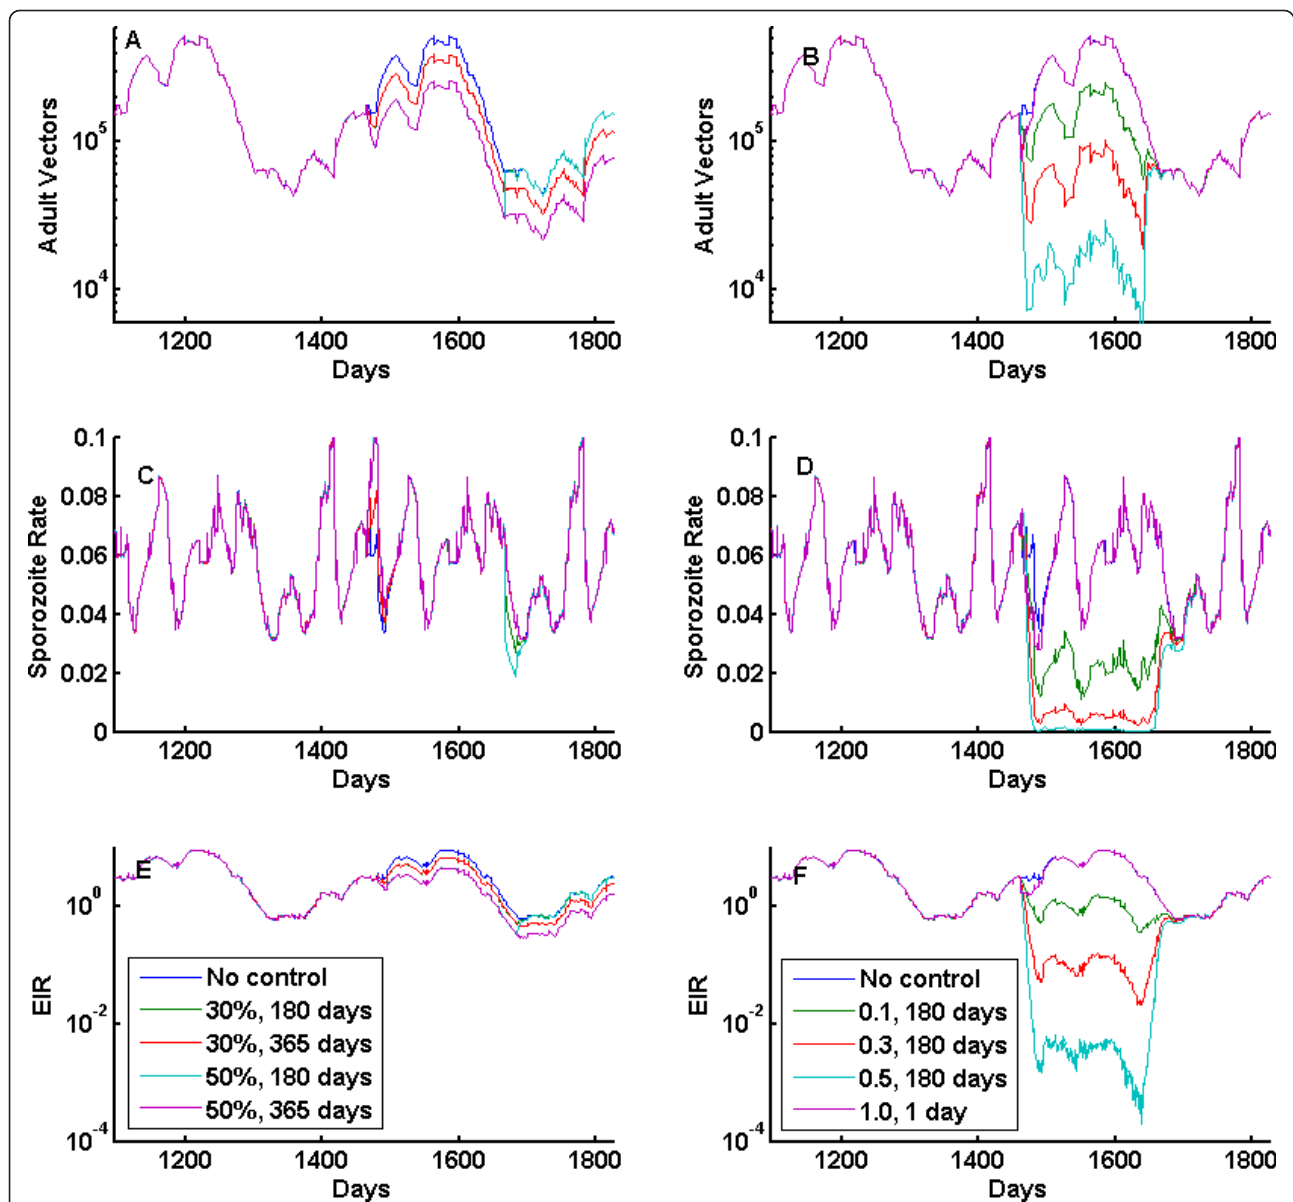 A
Adult Vectors
10^5
10^4
1200 1400 1600 1800
Days
B
Adult Vectors
10^5
10^4
1200 1400 1600 1800
Days
C
Sporozoite Rate
0.1
0.08
0.06
0.04
0.02
0
1200 1400 1600 1800
Days
D
Sporozoite Rate
0.1
0.08
0.06
0.04
0.02
0
1200 1400 1600 1800
Days
E
EIR
10^0
10^-2
10^-4
No control
30%, 180 days
30%, 365 days
50%, 180 days
50%, 365 days
1200 1400 1600 1800
Days
F
EIR
10^0
10^-2
10^-4
No control
0.1, 180 days
0.3, 180 days
0.5, 180 days
1.0, 1 day
1200 1400 1600 1800
Days